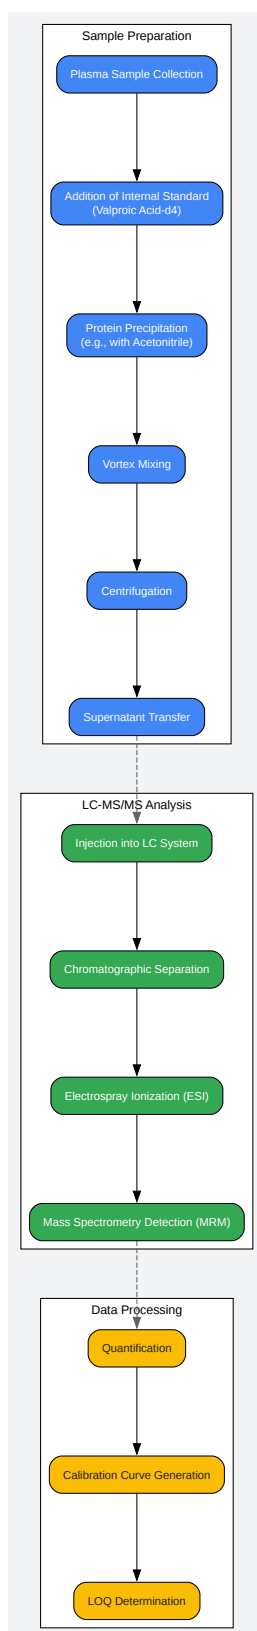 Sample Preparation
Plasma Sample Collection
Addition of Internal Standard
(Valproic Acid-d4)
Protein Precipitation
(e.g., with Acetonitrile)
Vortex Mixing
Centrifugation
Supernatant Transfer
LC-MS/MS Analysis
Injection into LC System
Chromatographic Separation
Electrospray Ionization (ESI)
Mass Spectrometry Detection (MRM)
Data Processing
Quantification
Calibration Curve Generation
LOQ Determination